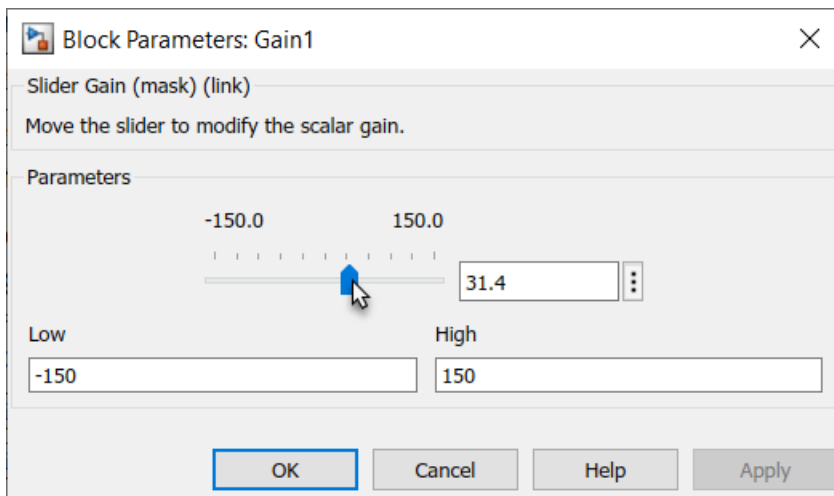 Block Parameters: Gain1
Slider Gain (mask) (link)
Move the slider to modify the scalar gain.
Parameters
-150.0 150.0
31.4
Low High
-150 150
OK Cancel Help Apply